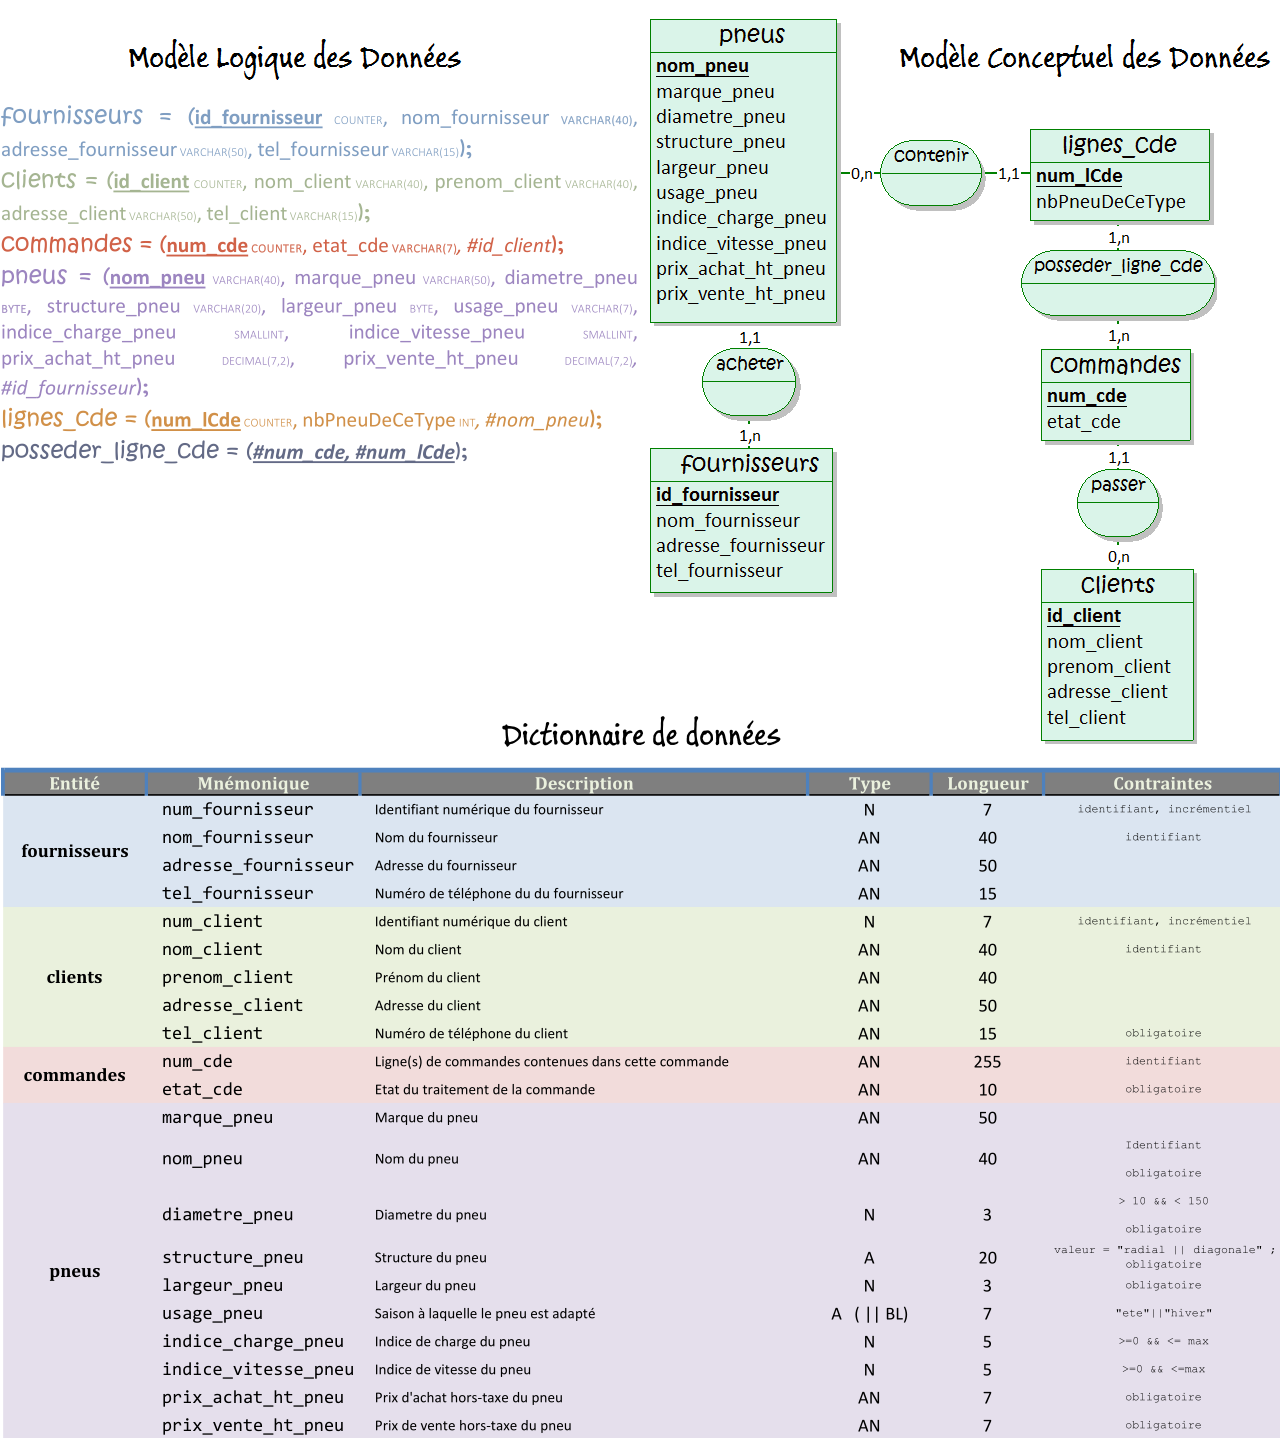 Modèle Logique des Données
fournisseurs = (id_fournisseur COUNTER, nom_fournisseur VARCHAR(40),
adresse_fournisseur VARCHAR(50), tel_fournisseur VARCHAR(15));
Clients = (id_client COUNTER, nom_client VARCHAR(40), prenom_client VARCHAR(40),
adresse_client VARCHAR(50), tel_client VARCHAR(15));
Commandes = (num_cde COUNTER, etat_cde VARCHAR(7), #id_client);
pneus = (nom_pneu VARCHAR(40), marque_pneu VARCHAR(50), diametre_pneu
BYTE, structure_pneu VARCHAR(20), largeur_pneu BYTE, usage_pneu VARCHAR(7),
indice_charge_pneu SMALLINT, indice_vitesse_pneu SMALLINT,
prix_achat_ht_pneu DECIMAL(7,2), prix_vente_ht_pneu DECIMAL(7,2),
#id_fournisseur);
lignes_Cde = (num_lCde COUNTER, nbPneuDeCeType INT, #nom_pneu);
posseder_ligne_Cde = (#num_cde, #num_lCde);
Modèle Conceptuel des Données
pneus
nom_pneu
marque_pneu
diametre_pneu
structure_pneu
largeur_pneu
usage_pneu
indice_charge_pneu
indice_vitesse_pneu
prix_achat_ht_pneu
prix_vente_ht_pneu
0,n
Contenir
1,1
lignes_Cde
num_lCde
nbPneuDeCeType
1,n
posseder_ligne_Cde
1,n
Commandes
num_cde
etat_cde
1,1
passer
0,n
Clients
id_client
nom_client
prenom_client
adresse_client
tel_client
1,1
acheter
1,n
fournisseurs
id_fournisseur
nom_fournisseur
adresse_fournisseur
tel_fournisseur
Dictionnaire de données
Entité Mnémonique Description Type Longueur Contraintes
fournisseurs
num_fournisseur Identifiant numérique du fournisseur N 7 identifiant, incrémentiel
nom_fournisseur Nom du fournisseur AN 40 identifiant
adresse_fournisseur Adresse du fournisseur AN 50
tel_fournisseur Numéro de téléphone du du fournisseur AN 15
clients
num_client Identifiant numérique du client N 7 identifiant, incrémentiel
nom_client Nom du client AN 40 identifiant
prenom_client Prénom du client AN 40
adresse_client Adresse du client AN 50
tel_client Numéro de téléphone du client AN 15 obligatoire
commandes
num_cde Ligne(s) de commandes contenues dans cette commande AN 255 identifiant
etat_cde Etat du traitement de la commande AN 10 obligatoire
pneus
marque_pneu Marque du pneu AN 50
nom_pneu Nom du pneu AN 40 Identifiant
obligatoire
diametre_pneu Diametre du pneu N 3 > 10 && < 150
obligatoire
structure_pneu Structure du pneu A 20 valeur = "radial || diagonale" ;
obligatoire
largeur_pneu Largeur du pneu N 3 obligatoire
usage_pneu Saison à laquelle le pneu est adapté A ( || BL) 7 "ete"||"hiver"
indice_charge_pneu Indice de charge du pneu N 5 >=0 && <= max
indice_vitesse_pneu Indice de vitesse du pneu N 5 >=0 && <=max
prix_achat_ht_pneu Prix d'achat hors-taxe du pneu AN 7 obligatoire
prix_vente_ht_pneu Prix de vente hors-taxe du pneu AN 7 obligatoire